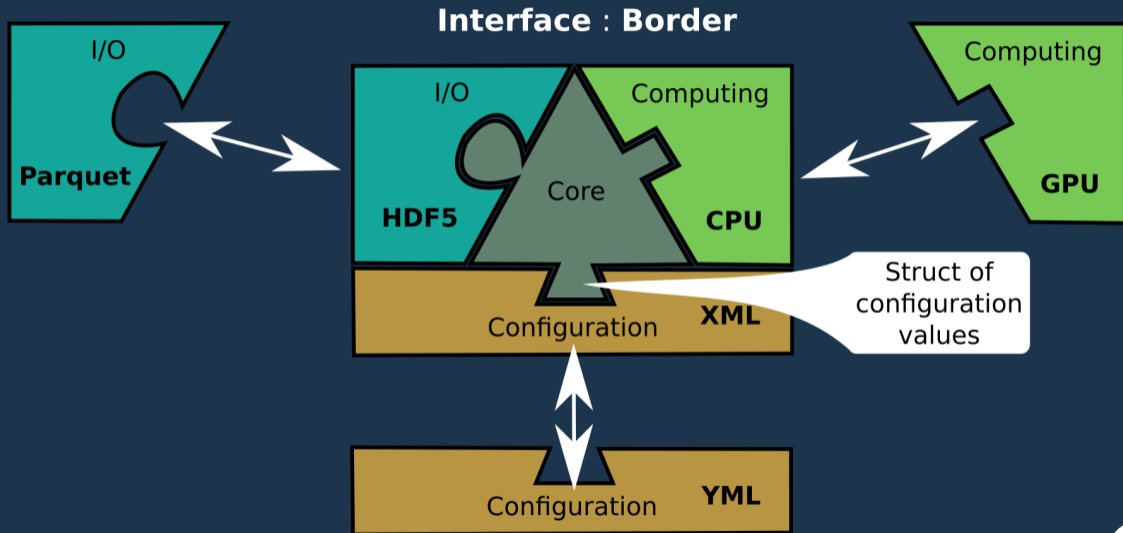 Interface : Border
I/O
Parquet
I/O
HDF5
Core
Computing
CPU
Computing
GPU
Configuration
XML
Struct of
configuration
values
Configuration
YML